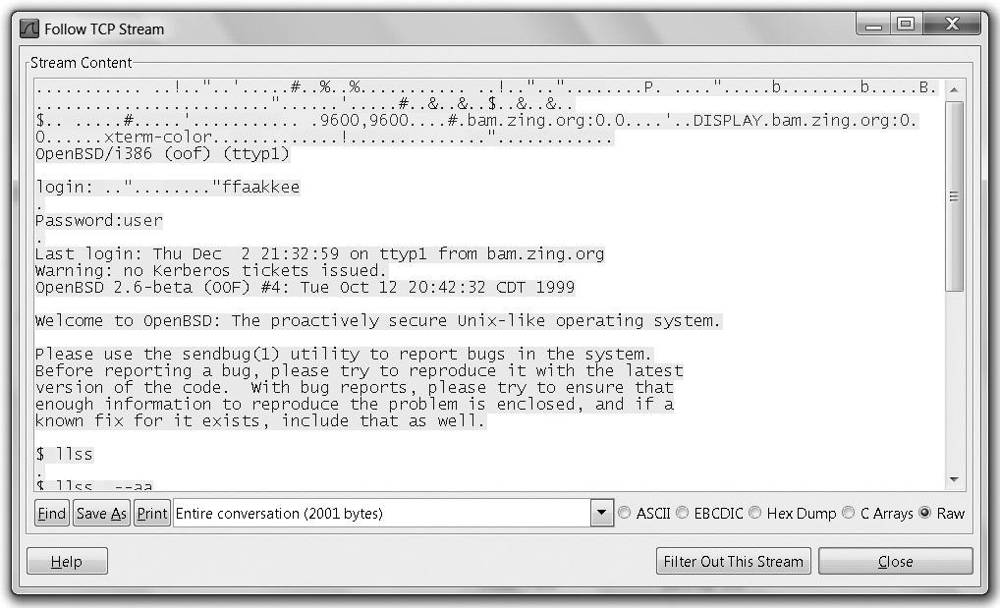 Follow TCP Stream
Stream Content
........... ..!.."..'.....#..%..%........... ..!..".."........P. ....".....b........b.....B.
........................"......'.....#..&..&..$..&..&..
$.. .....#.....'........... .9600,9600....#.bam.zing.org:0.0....'..DISPLAY.bam.zing.org:0.
0......xterm-color.............!.............."............
OpenBSD/i386 (oof) (ttyp1)
login: .."........"ffaakkee
.
Password:user
.
Last login: Thu Dec  2 21:32:59 on ttyp1 from bam.zing.org
Warning: no Kerberos tickets issued.
OpenBSD 2.6-beta (OOF) #4: Tue Oct 12 20:42:32 CDT 1999
Welcome to OpenBSD: The proactively secure Unix-like operating system.
Please use the sendbug(1) utility to report bugs in the system.
Before reporting a bug, please try to reproduce it with the latest
version of the code.  With bug reports, please try to ensure that
enough information to reproduce the problem is enclosed, and if a
known fix for it exists, include that as well.
$ llss
.
$ llss  --aa
Find Save As Print Entire conversation (2001 bytes) ASCII EBCDIC Hex Dump C Arrays Raw
Help Filter Out This Stream Close